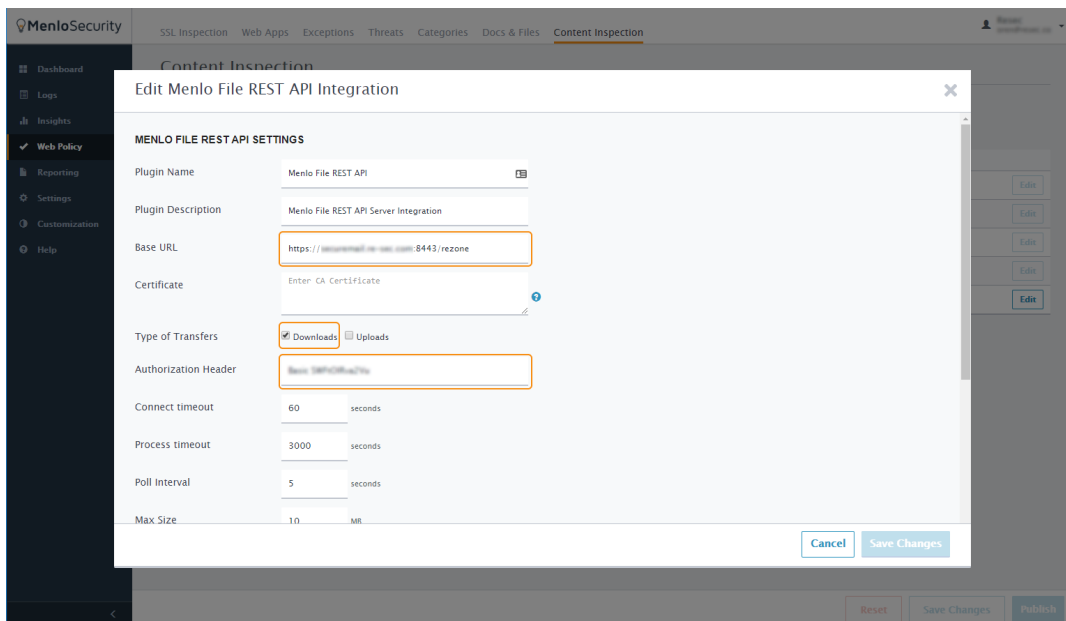 MenloSecurity
SSL Inspection Web Apps Exceptions Threats Categories Docs & Files Content Inspection
Dashboard
Logs
Insights
Web Policy
Reporting
Settings
Customization
Help
Content Inspection
Edit Menlo File REST API Integration
MENLO FILE REST API SETTINGS
Plugin Name Menlo File REST API
Plugin Description Menlo File REST API Server Integration
Base URL https:// :8443/rezone
Certificate Enter CA Certificate
Type of Transfers Downloads Uploads
Authorization Header
Connect timeout 60 seconds
Process timeout 3000 seconds
Poll Interval 5 seconds
Max Size 10 MB
Cancel Save Changes
Edit
Edit
Edit
Edit
Edit
Reset Save Changes Publish